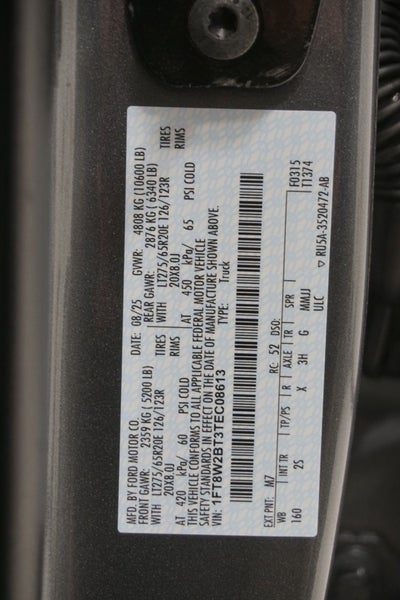 MFD. BY FORD MOTOR CO.
DATE: 08/25 GVWR: 4808 KG (10600 LB)
FRONT GAWR: 2359 KG (5200 LB) REAR GAWR: 2876 KG (6340 LB)
WITH LT275/65R20E 126/123R TIRES WITH LT275/65R20E 126/123R TIRES
20X8.0J RIMS 20X8.0J RIMS
AT 420 kPa/ 60 PSI COLD AT 450 kPa/ 65 PSI COLD
THIS VEHICLE CONFORMS TO ALL APPLICABLE FEDERAL MOTOR VEHICLE
SAFETY STANDARDS IN EFFECT ON THE DATE OF MANUFACTURE SHOWN ABOVE.
VIN: 1FT8W2BT3TEC08613 TYPE: Truck
F0315
T1374
EXT PNT: M7 RC: 52 DSO:
WB INT TR TP/PS R AXLE TR SPR
160 2S X 3H G MMJJ
ULC
RU5A-3520472-AB